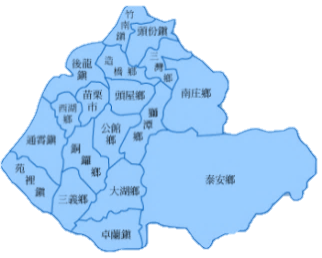 竹南鎮
頭份鎮
後龍鎮
造橋鄉
三灣鄉
南庄鄉
西湖鄉
苗栗市
頭屋鄉
獅潭鄉
公館鄉
通霄鎮
銅鑼鄉
苑裡鎮
三義鄉
大湖鄉
泰安鄉
卓蘭鎮